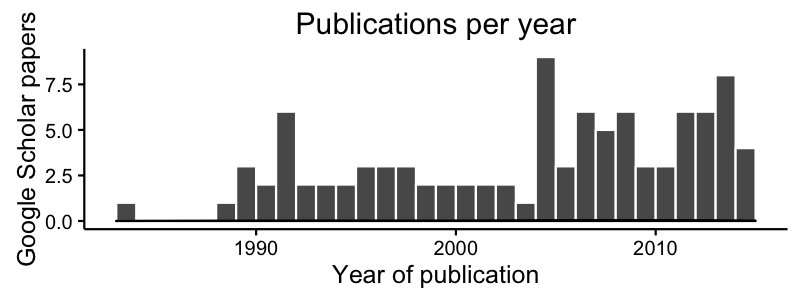 Publications per year
Google Scholar papers
7.5
5.0
2.5
0.0
1990 2000 2010
Year of publication